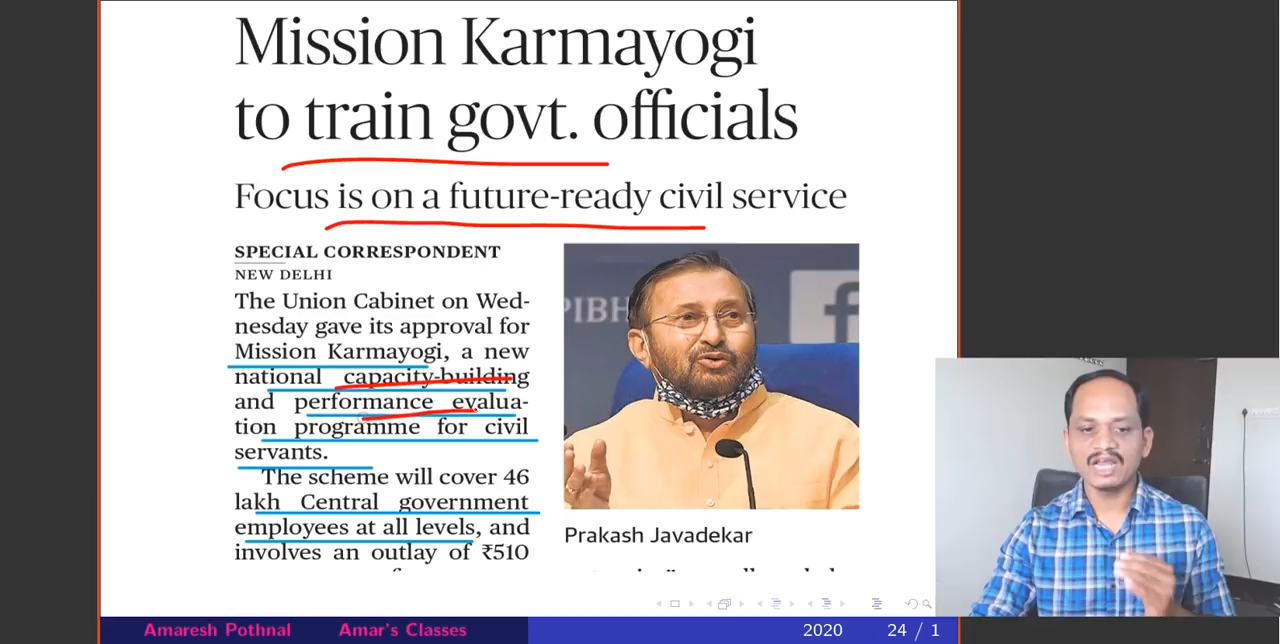 Mission Karmayogi
to train govt. officials
Focus is on a future-ready civil service
SPECIAL CORRESPONDENT
NEW DELHI
The Union Cabinet on Wed-
nesday gave its approval for
Mission Karmayogi, a new
national capacity-building
and performance evalua-
tion programme for civil
servants.
The scheme will cover 46
lakh Central government
employees at all levels, and
involves an outlay of ₹510
PIBH
f
Prakash Javadekar
Amaresh Pothnal Amar's Classes 2020 24 / 1